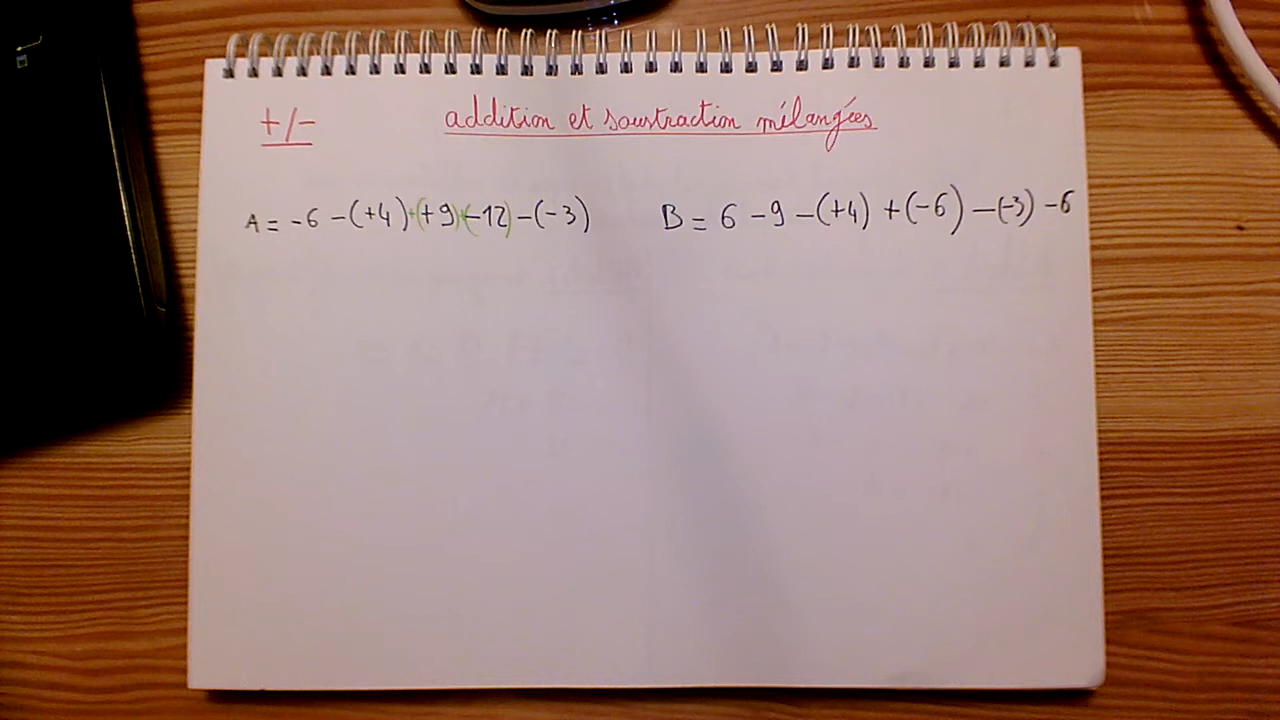 +/- addition et soustraction mélangées
A = -6 -(+4)+(+9)+(-12)-(-3) B = 6 -9 -(+4) +(-6) -(-3) -6